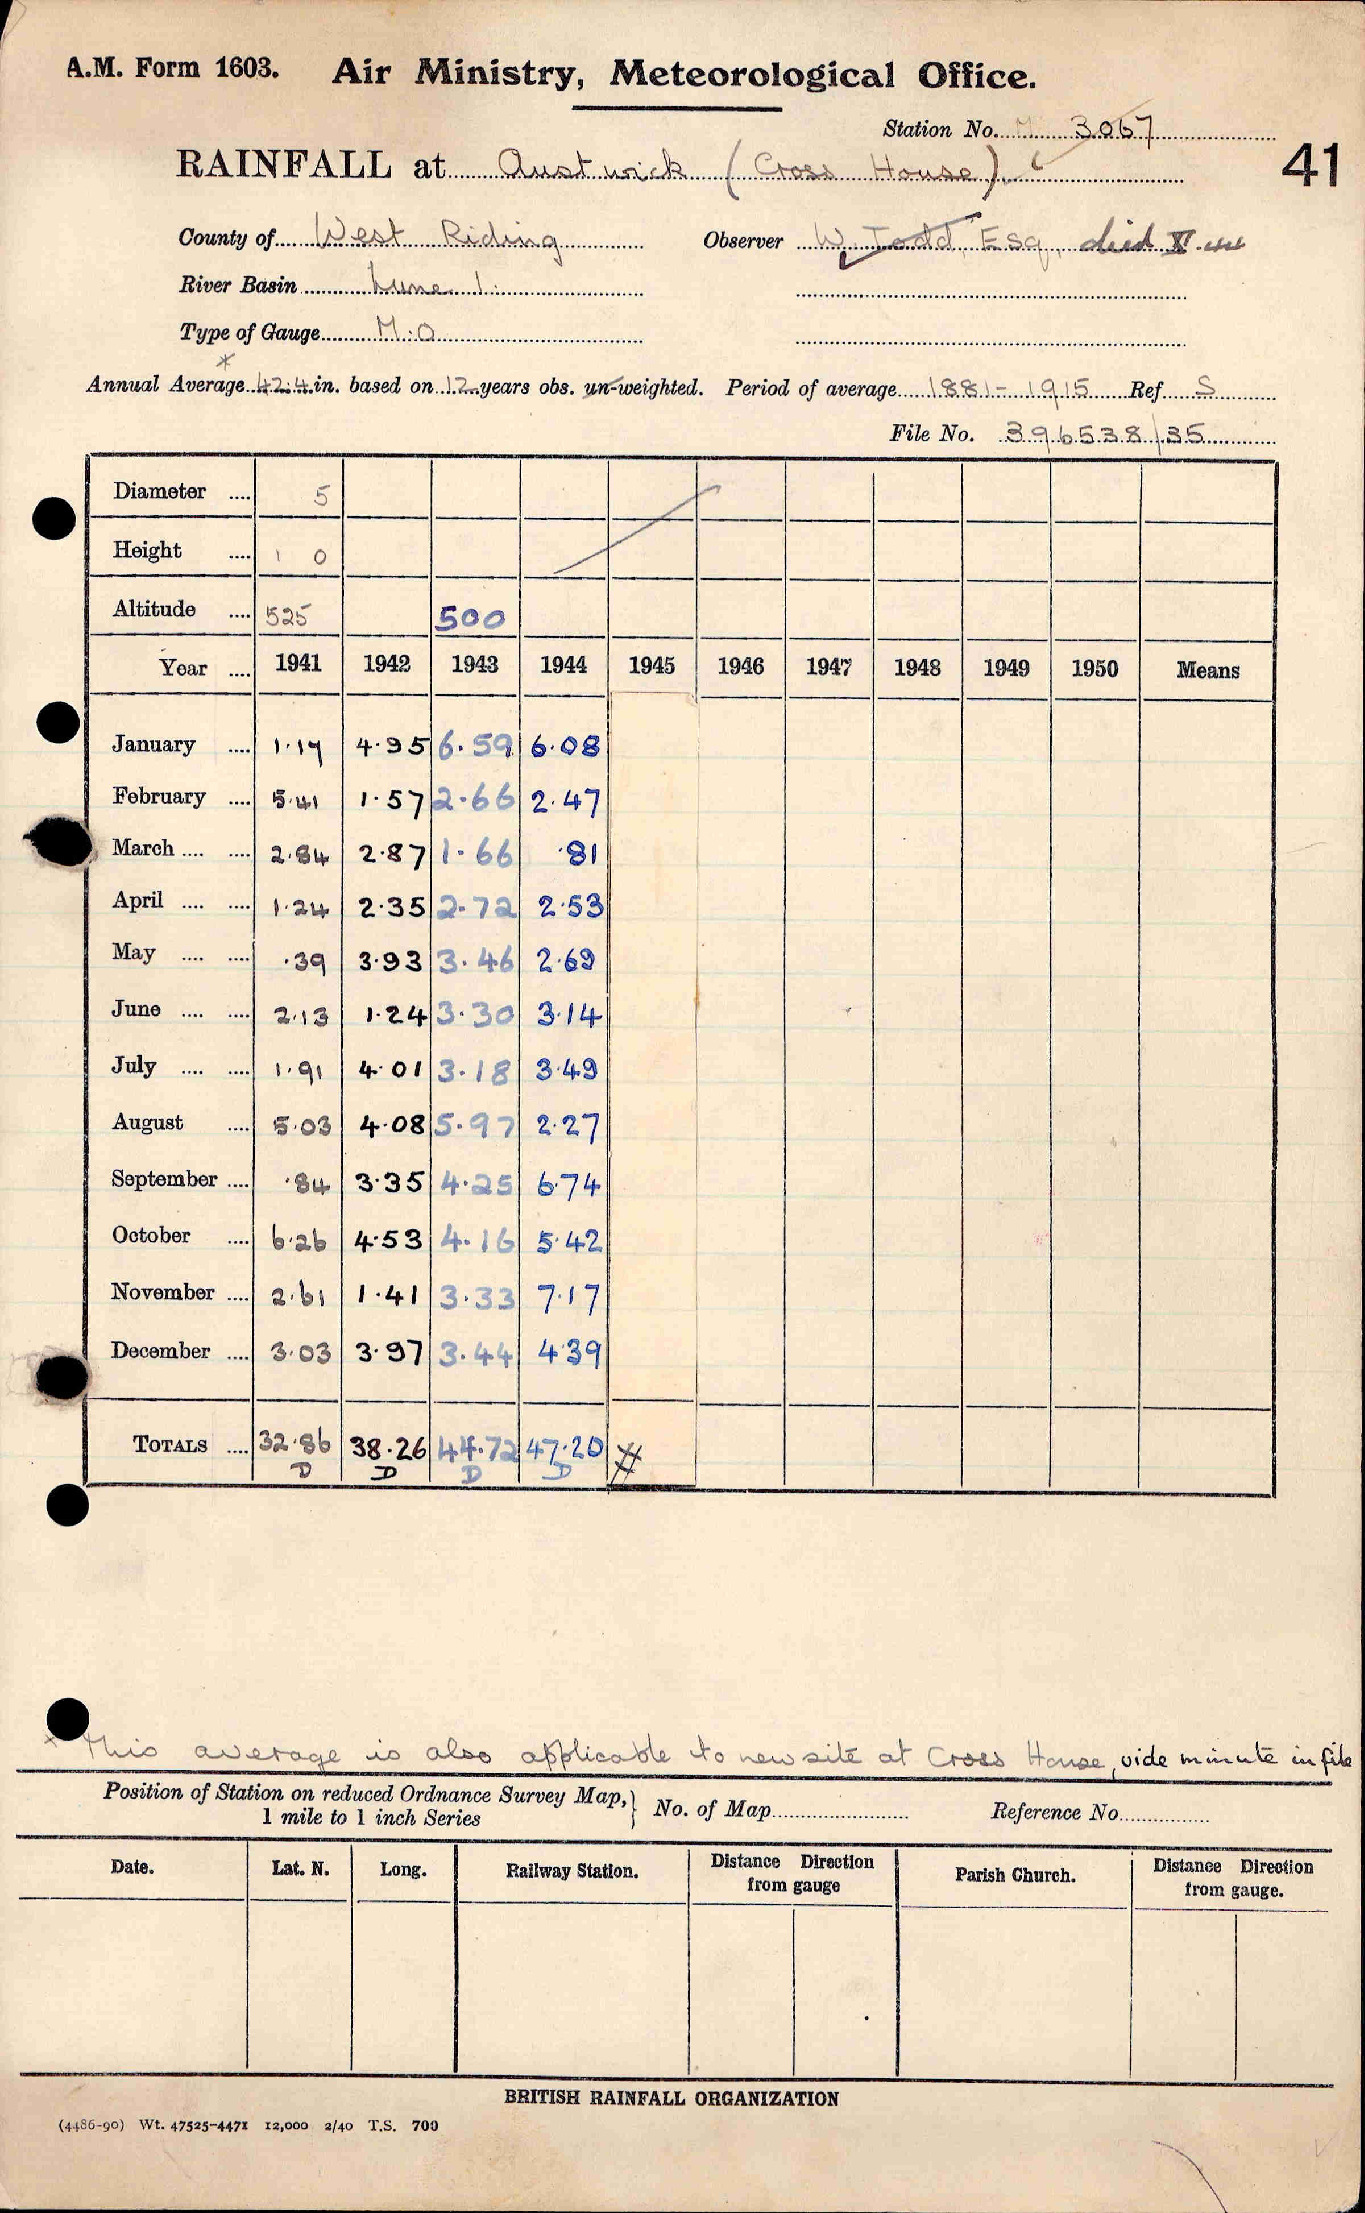 A.M. Form 1603. Air Ministry, Meteorological Office.
Station No. M 3067
RAINFALL at Austwick (Cross House). 41
County of West Riding Observer W. Todd, Esq, died XI.44
River Basin Lune 1.
Type of Gauge M.O
*
Annual Average 42.4 in. based on 12 years obs. un-weighted. Period of average 1881-1915 Ref S
File No. 396538/35
Diameter .... 5
Height .... 1 0
Altitude .... 525 500
Year .... 1941 1942 1943 1944 1945 1946 1947 1948 1949 1950 Means
January .... 1.17 4.95 6.59 6.08
February .... 5.41 1.57 2.66 2.47
March .... .... 2.84 2.87 1.66 .81
April .... .... 1.24 2.35 2.72 2.53
May .... .... .39 3.93 3.46 2.69
June .... .... 2.13 1.24 3.30 3.14
July .... .... 1.91 4.01 3.18 3.49
August .... 5.03 4.08 5.97 2.27
September .... .84 3.35 4.25 6.74
October .... 6.26 4.53 4.16 5.42
November .... 2.61 1.41 3.33 7.17
December .... 3.03 3.97 3.44 4.39
TOTALS .... 32.86 38.26 44.72 47.20 #
D D D D
* This average is also applicable to new site at Cross House, vide minute in file
Position of Station on reduced Ordnance Survey Map, } No. of Map Reference No.
1 mile to 1 inch Series
Date. Lat. N. Long. Railway Station. Distance Direction from gauge Parish Church. Distance Direction from gauge.
BRITISH RAINFALL ORGANIZATION
(4486-90) Wt. 47525-4471 12,000 2/40 T.S. 700